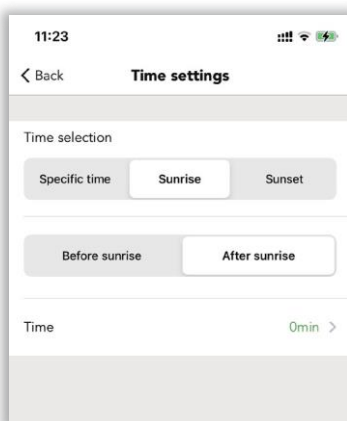 11:23
Back Time settings
Time selection
Specific time Sunrise Sunset
Before sunrise After sunrise
Time 0min